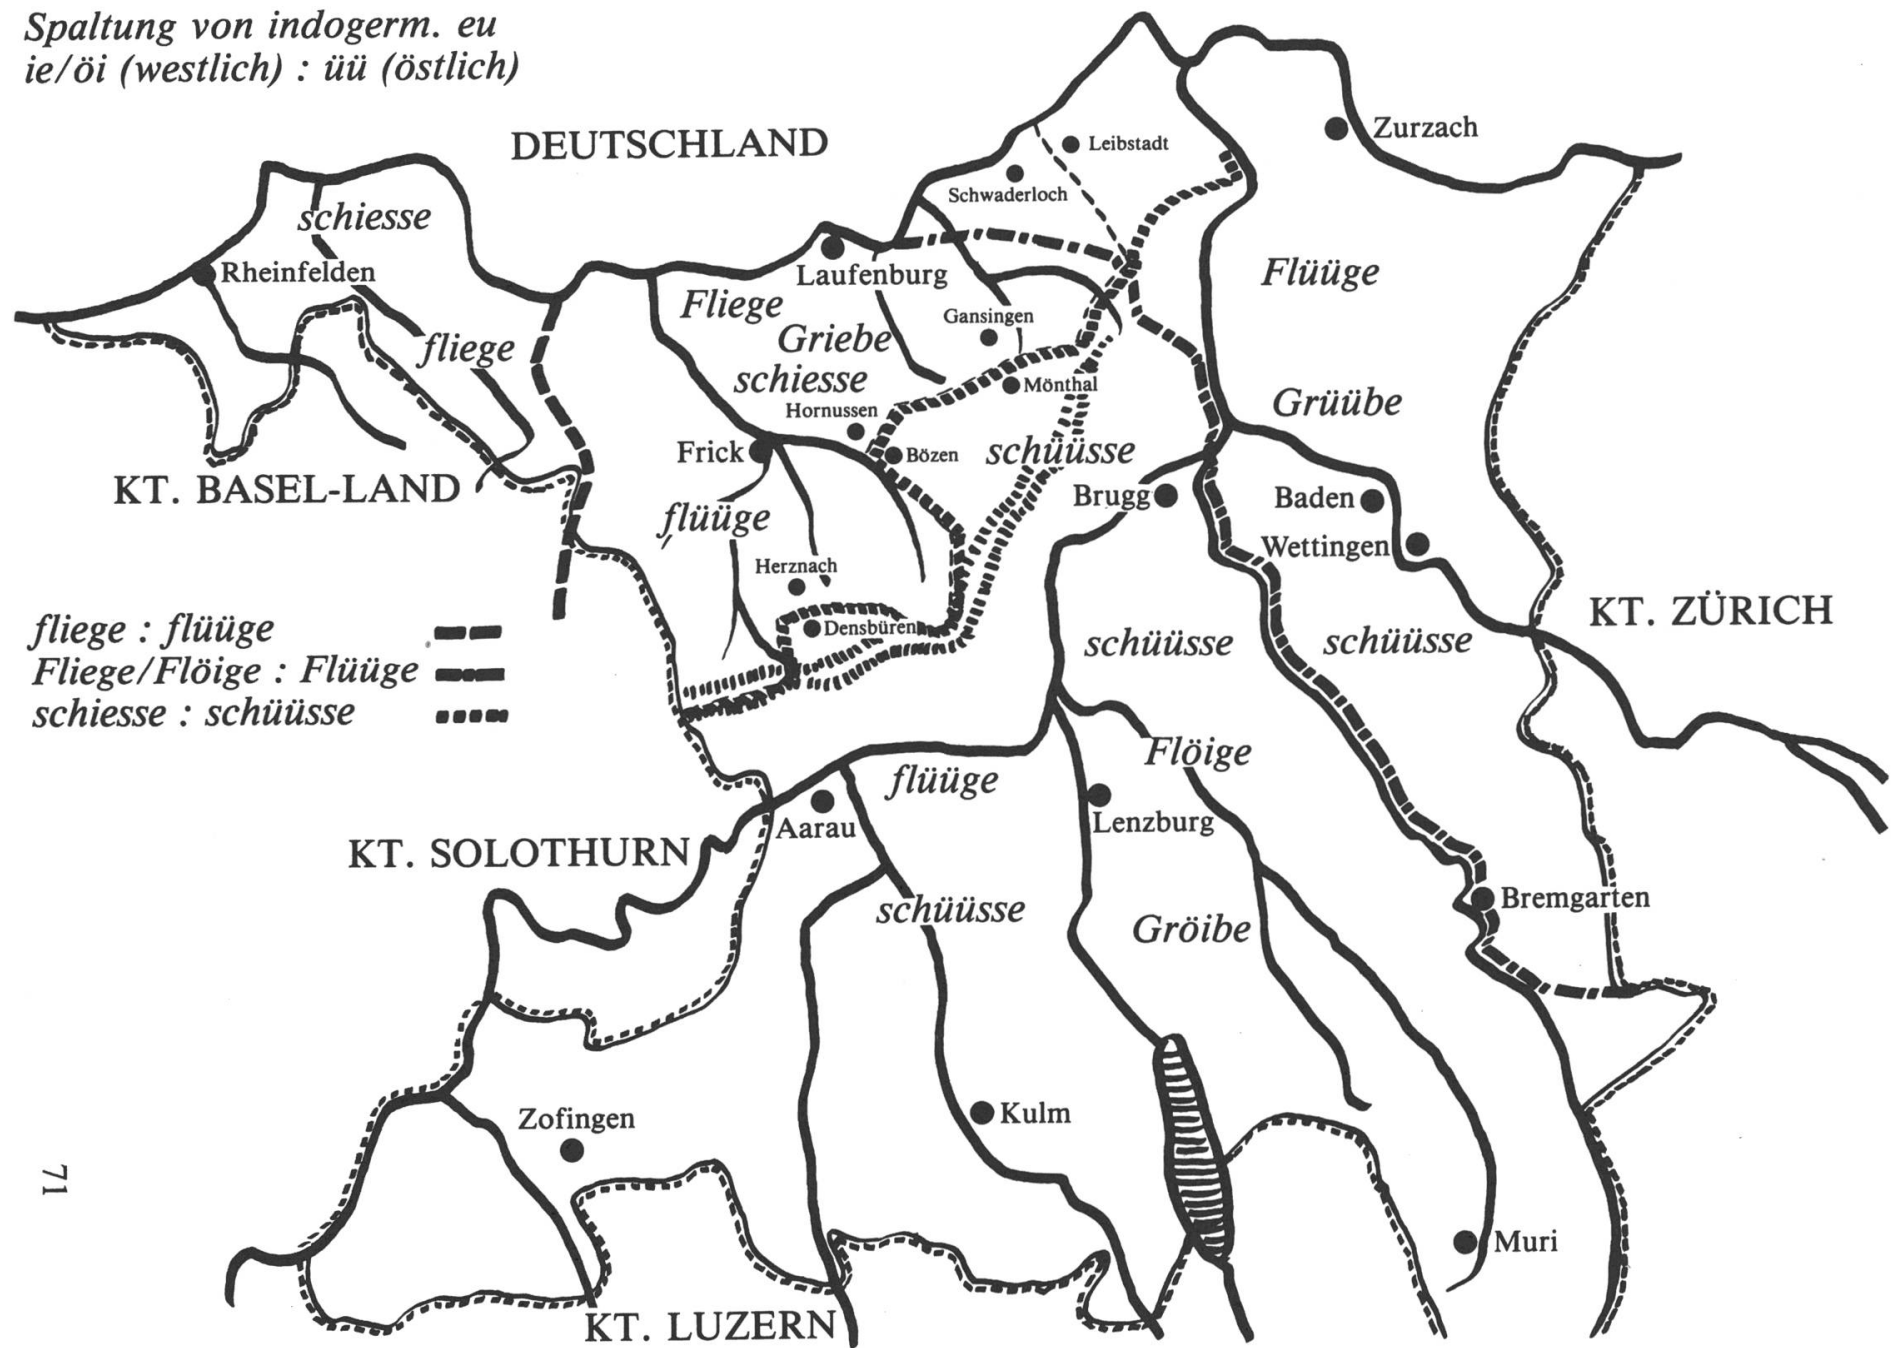 Spaltung von indogerm. eu
ie/öi (westlich) : üü (östlich)
DEUTSCHLAND
Zurzach
Leibstadt
Schwaderloch
schiesse
Rheinfelden
Laufenburg
Flüüge
Fliege
Gansingen
Griebe
fliege
schiesse
Mönthal
Hornussen
Grüübe
Frick
Bözen
schüüsse
KT. BASEL-LAND
Brugg
Baden
flüüge
Wettingen
Herznach
KT. ZÜRICH
Densbüren
fliege : flüüge
Fliege/Flöige : Flüüge
schiesse : schüüsse
schüüsse
schüüsse
Flöige
flüüge
Aarau
Lenzburg
KT. SOLOTHURN
Bremgarten
schüüsse
Gröibe
Zofingen
Kulm
71
Muri
KT. LUZERN